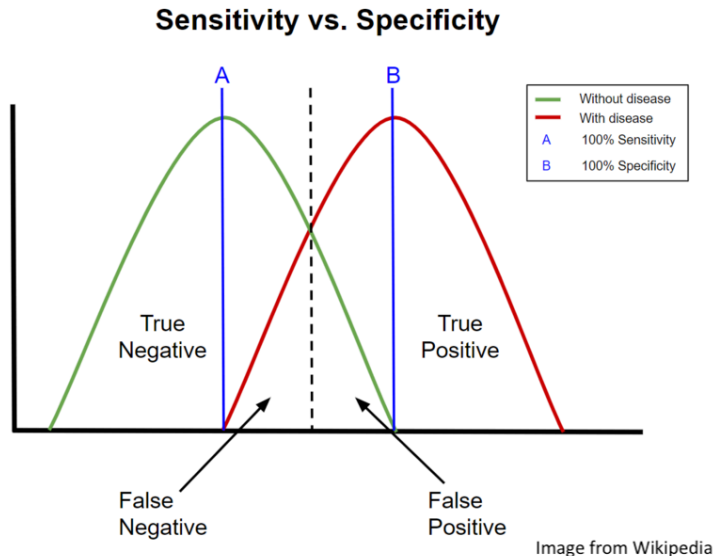 Sensitivity vs. Specificity
A
B
Without disease
With disease
A 100% Sensitivity
B 100% Specificity
True
Negative
True
Positive
False
Negative
False
Positive
Image from Wikipedia